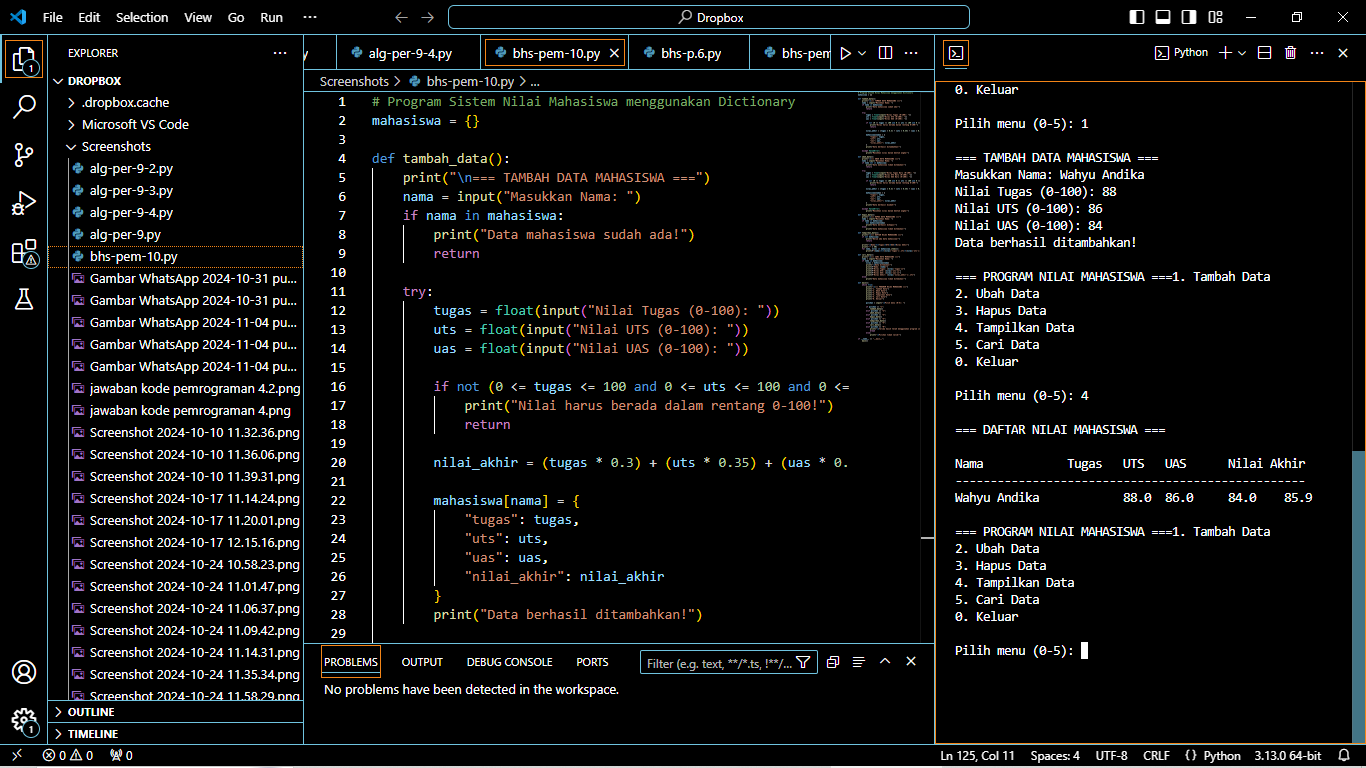 File Edit Selection View Go Run ···
Dropbox
EXPLORER
DROPBOX
.dropbox.cache
Microsoft VS Code
Screenshots
alg-per-9-2.py
alg-per-9-3.py
alg-per-9-4.py
alg-per-9.py
bhs-pem-10.py
Gambar WhatsApp 2024-10-31 pu...
Gambar WhatsApp 2024-10-31 pu...
Gambar WhatsApp 2024-11-04 pu...
Gambar WhatsApp 2024-11-04 pu...
Gambar WhatsApp 2024-11-04 pu...
jawaban kode pemrograman 4.2.png
jawaban kode pemrograman 4.png
Screenshot 2024-10-10 11.32.36.png
Screenshot 2024-10-10 11.36.06.png
Screenshot 2024-10-10 11.39.31.png
Screenshot 2024-10-17 11.14.24.png
Screenshot 2024-10-17 11.20.01.png
Screenshot 2024-10-17 12.15.16.png
Screenshot 2024-10-24 10.58.23.png
Screenshot 2024-10-24 11.01.47.png
Screenshot 2024-10-24 11.06.37.png
Screenshot 2024-10-24 11.09.42.png
Screenshot 2024-10-24 11.14.31.png
Screenshot 2024-10-24 11.35.34.png
Screenshot 2024-10-24 11.58.29.png
OUTLINE
TIMELINE
alg-per-9-4.py bhs-pem-10.py bhs-p.6.py bhs-pem
Screenshots > bhs-pem-10.py > ...
1 # Program Sistem Nilai Mahasiswa menggunakan Dictionary
2 mahasiswa = {}
3
4 def tambah_data():
5 print("\n=== TAMBAH DATA MAHASISWA ===")
6 nama = input("Masukkan Nama: ")
7 if nama in mahasiswa:
8 print("Data mahasiswa sudah ada!")
9 return
10
11 try:
12 tugas = float(input("Nilai Tugas (0-100): "))
13 uts = float(input("Nilai UTS (0-100): "))
14 uas = float(input("Nilai UAS (0-100): "))
15
16 if not (0 <= tugas <= 100 and 0 <= uts <= 100 and 0 <=
17 print("Nilai harus berada dalam rentang 0-100!")
18 return
19
20 nilai_akhir = (tugas * 0.3) + (uts * 0.35) + (uas * 0.
21
22 mahasiswa[nama] = {
23 "tugas": tugas,
24 "uts": uts,
25 "uas": uas,
26 "nilai_akhir": nilai_akhir
27 }
28 print("Data berhasil ditambahkan!")
29
PROBLEMS OUTPUT DEBUG CONSOLE PORTS Filter (e.g. text, **/*.ts, !**/...
No problems have been detected in the workspace.
Python
0. Keluar
Pilih menu (0-5): 1
=== TAMBAH DATA MAHASISWA ===
Masukkan Nama: Wahyu Andika
Nilai Tugas (0-100): 88
Nilai UTS (0-100): 86
Nilai UAS (0-100): 84
Data berhasil ditambahkan!
=== PROGRAM NILAI MAHASISWA ===1. Tambah Data
2. Ubah Data
3. Hapus Data
4. Tampilkan Data
5. Cari Data
0. Keluar
Pilih menu (0-5): 4
=== DAFTAR NILAI MAHASISWA ===
Nama Tugas UTS UAS Nilai Akhir
--------------------------------------------------
Wahyu Andika 88.0 86.0 84.0 85.9
=== PROGRAM NILAI MAHASISWA ===1. Tambah Data
2. Ubah Data
3. Hapus Data
4. Tampilkan Data
5. Cari Data
0. Keluar
Pilih menu (0-5):
0 0 0 Ln 125, Col 11 Spaces: 4 UTF-8 CRLF {} Python 3.13.0 64-bit